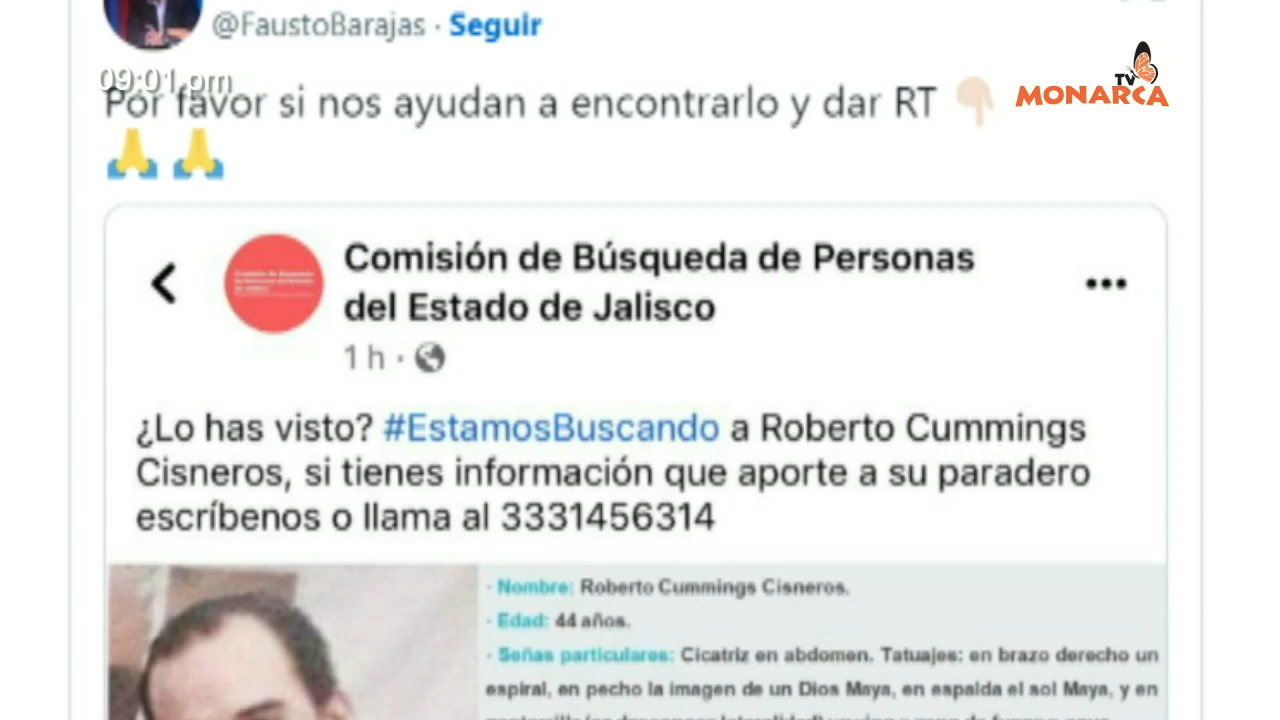 @FaustoBarajas · Seguir
09:01 pm
TV
MONARCA
Por favor si nos ayudan a encontrarlo y dar RT
Comisión de Búsqueda de Personas
del Estado de Jalisco
1 h ·
¿Lo has visto? #EstamosBuscando a Roberto Cummings
Cisneros, si tienes información que aporte a su paradero
escríbenos o llama al 3331456314
· Nombre: Roberto Cummings Cisneros.
· Edad: 44 años.
· Señas particulares: Cicatriz en abdomen. Tatuajes: en brazo derecho un
espiral, en pecho la imagen de un Dios Maya, en espalda el sol Maya, y en